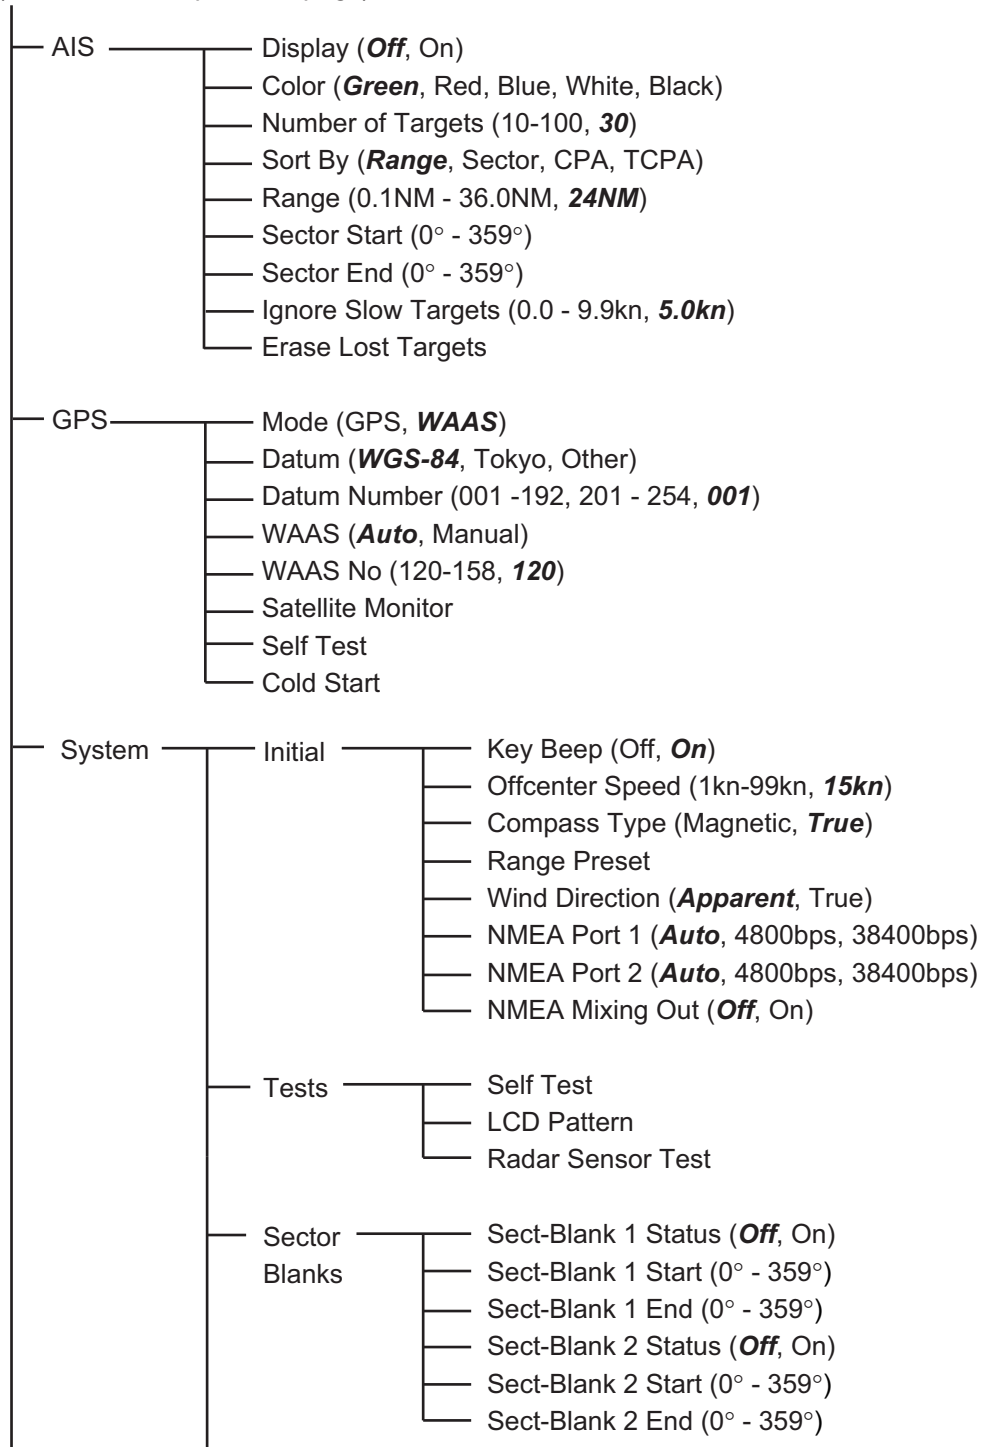 AIS
Display (Off, On)
Color (Green, Red, Blue, White, Black)
Number of Targets (10-100, 30)
Sort By (Range, Sector, CPA, TCPA)
Range (0.1NM - 36.0NM, 24NM)
Sector Start (0° - 359°)
Sector End (0° - 359°)
Ignore Slow Targets (0.0 - 9.9kn, 5.0kn)
Erase Lost Targets
GPS
Mode (GPS, WAAS)
Datum (WGS-84, Tokyo, Other)
Datum Number (001 -192, 201 - 254, 001)
WAAS (Auto, Manual)
WAAS No (120-158, 120)
Satellite Monitor
Self Test
Cold Start
System
Initial
Key Beep (Off, On)
Offcenter Speed (1kn-99kn, 15kn)
Compass Type (Magnetic, True)
Range Preset
Wind Direction (Apparent, True)
NMEA Port 1 (Auto, 4800bps, 38400bps)
NMEA Port 2 (Auto, 4800bps, 38400bps)
NMEA Mixing Out (Off, On)
Tests
Self Test
LCD Pattern
Radar Sensor Test
Sector
Blanks
Sect-Blank 1 Status (Off, On)
Sect-Blank 1 Start (0° - 359°)
Sect-Blank 1 End (0° - 359°)
Sect-Blank 2 Status (Off, On)
Sect-Blank 2 Start (0° - 359°)
Sect-Blank 2 End (0° - 359°)